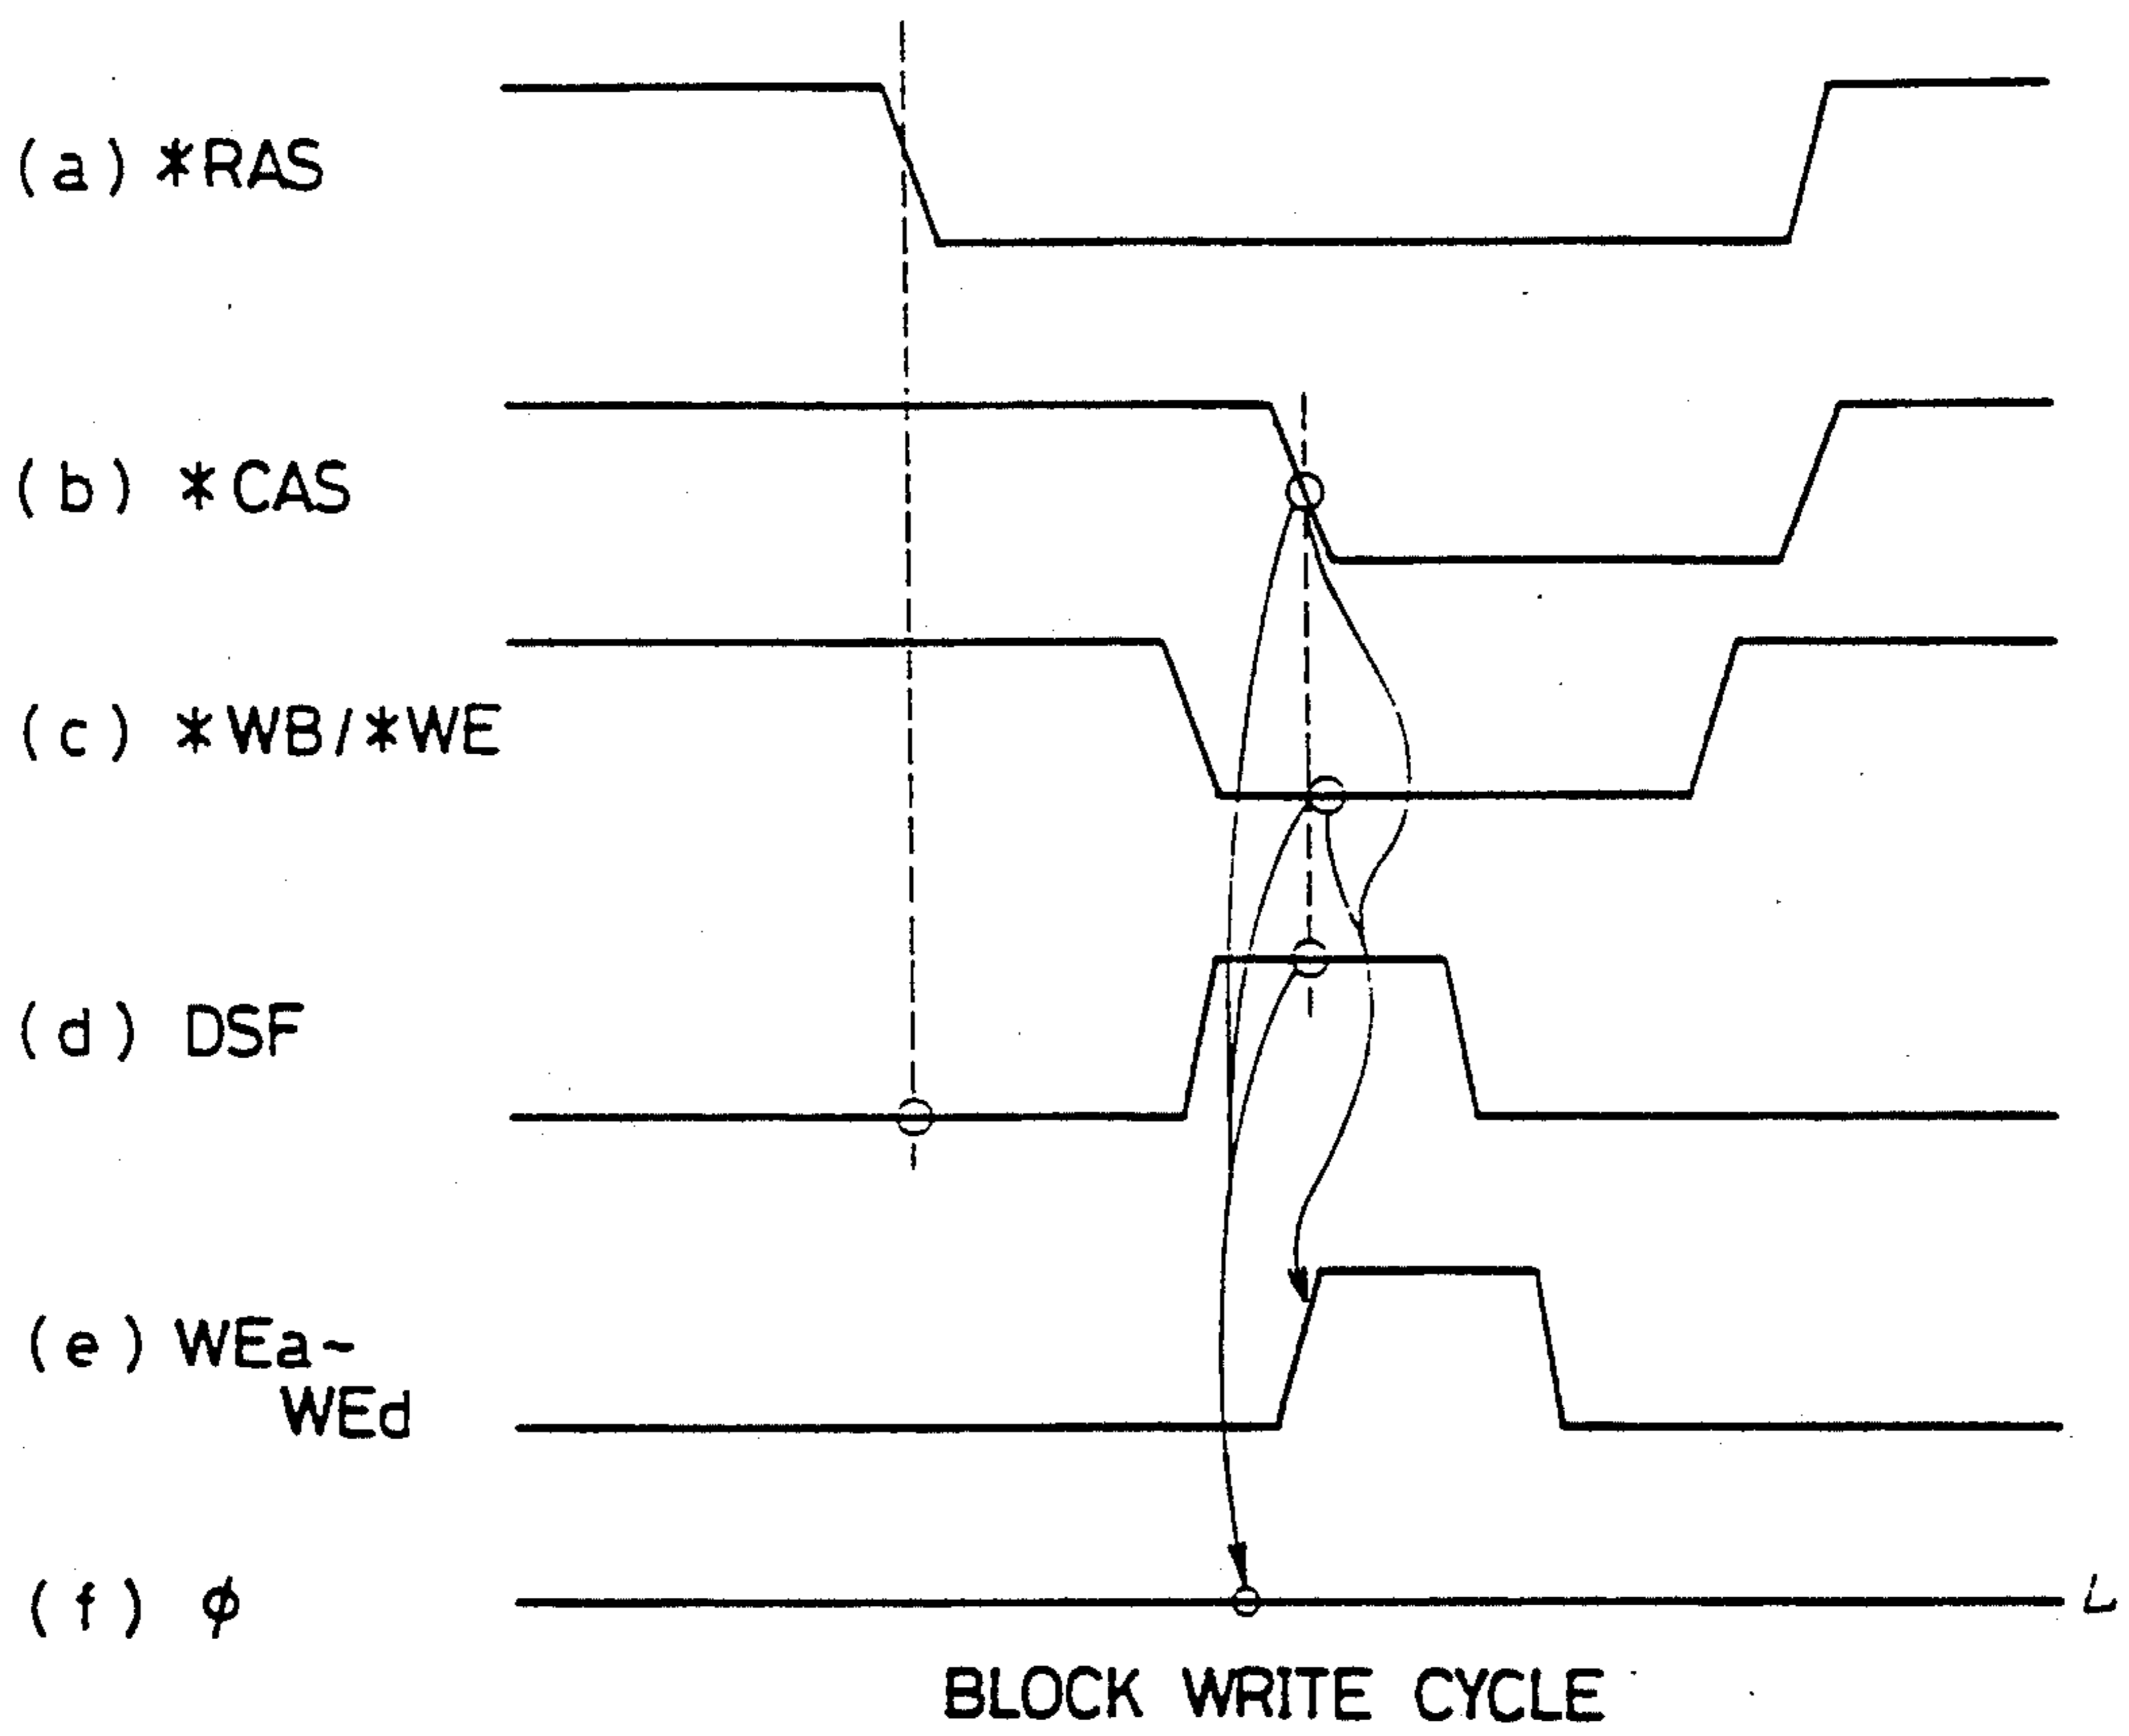 (a) *RAS
(b) *CAS
(c) *WB/*WE
(d) DSF
(e) WEa~
WEd
(f) φ
L
BLOCK WRITE CYCLE